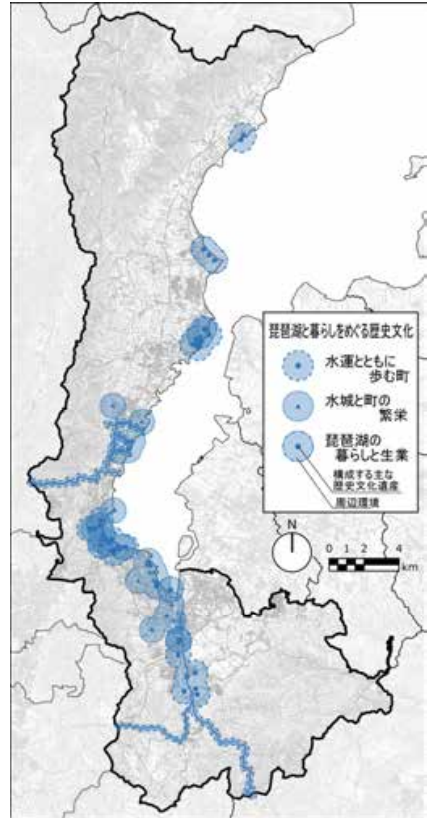 琵琶湖と暮らしをめぐる歴史文化
水運とともに
歩む町
水城と町の
繁栄
琵琶湖の
暮らしと生業
構成する主な
歴史文化遺産
周辺環境
N
0 1 2 4
km